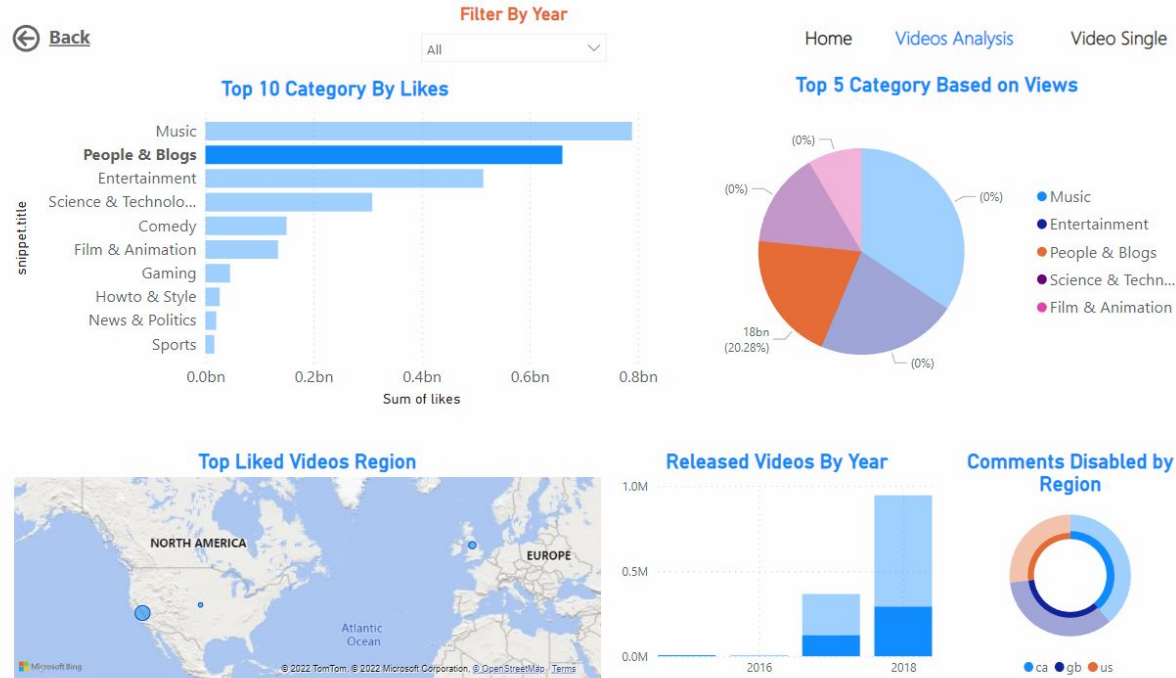 Filter By Year
Back
All
Home Videos Analysis Video Single
Top 10 Category By Likes
snippet.title
Music
People & Blogs
Entertainment
Science & Technolo...
Comedy
Film & Animation
Gaming
Howto & Style
News & Politics
Sports
0.0bn 0.2bn 0.4bn 0.6bn 0.8bn
Sum of likes
Top 5 Category Based on Views
(0%)
(0%)
(0%)
18bn
(20.28%)
(0%)
Music
Entertainment
People & Blogs
Science & Techn...
Film & Animation
Top Liked Videos Region
NORTH AMERICA
EUROPE
Atlantic
Ocean
Microsoft Bing
© 2022 TomTom, © 2022 Microsoft Corporation, © OpenStreetMap Terms
Released Videos By Year
1.0M
0.5M
0.0M
2016 2018
Comments Disabled by
Region
ca gb us